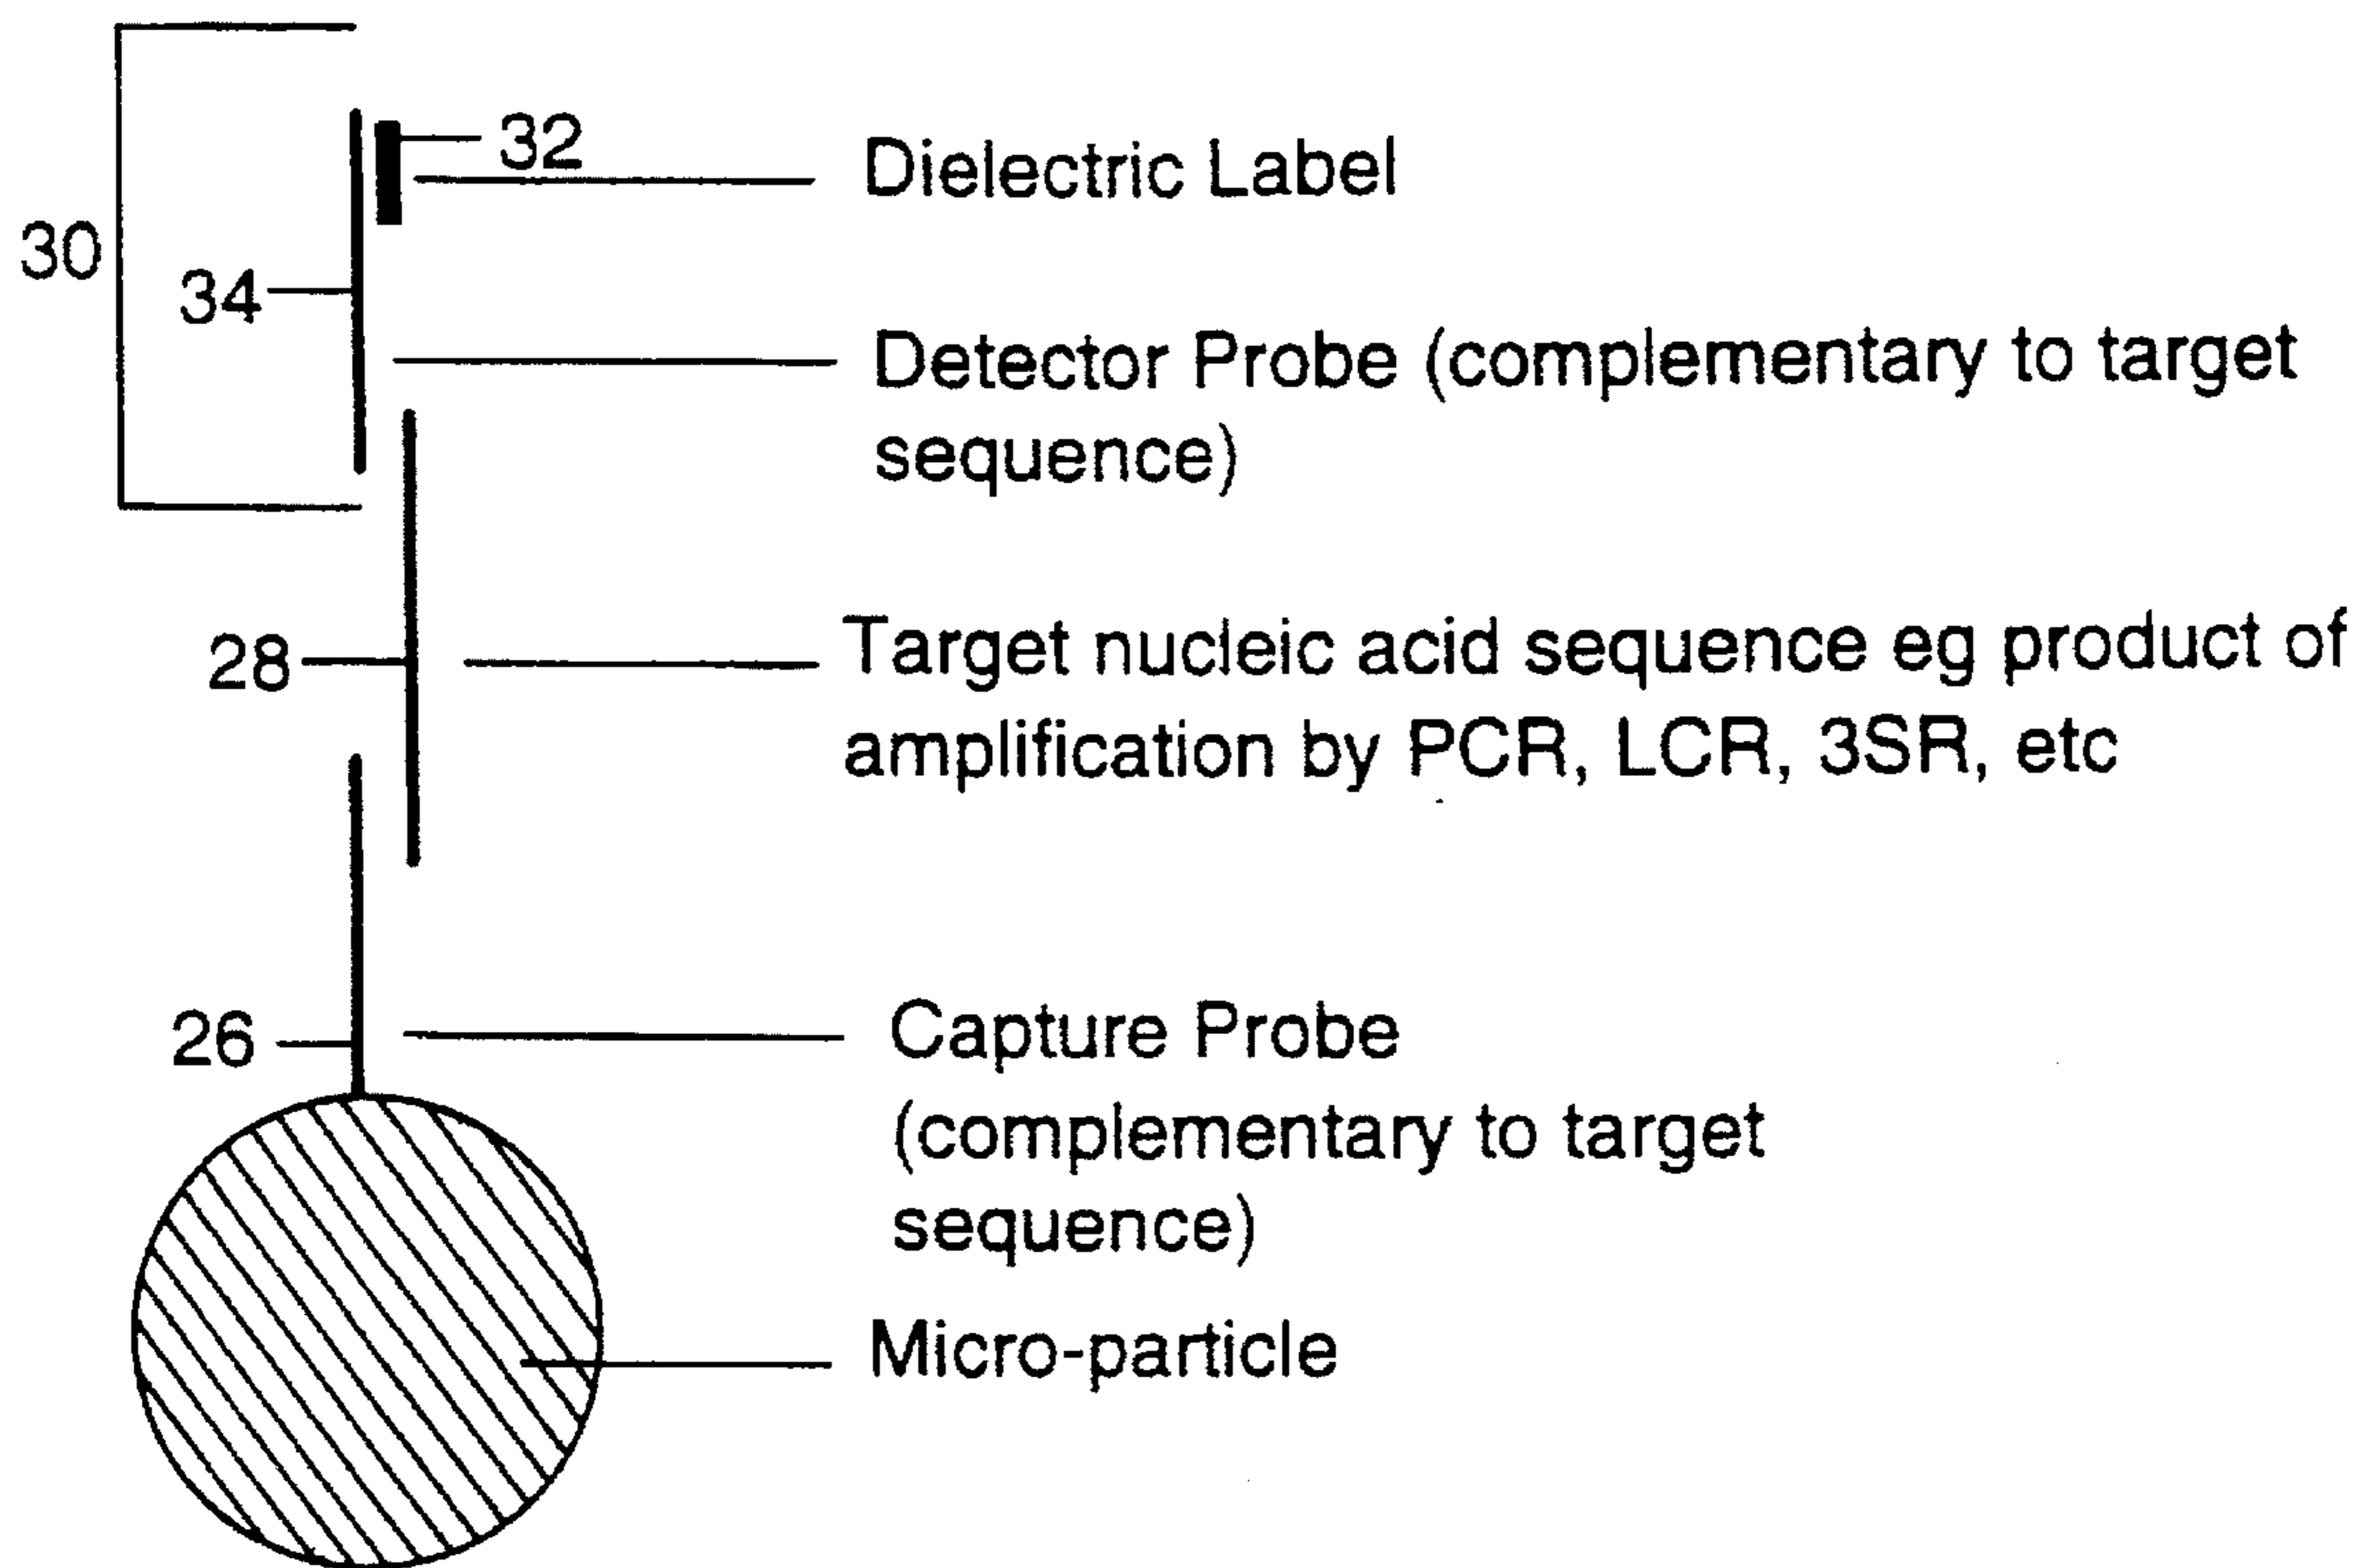 32
Dielectric Label
30
34
Detector Probe (complementary to target
sequence)
28
Target nucleic acid sequence eg product of
amplification by PCR, LCR, 3SR, etc
26
Capture Probe
(complementary to target
sequence)
Micro-particle